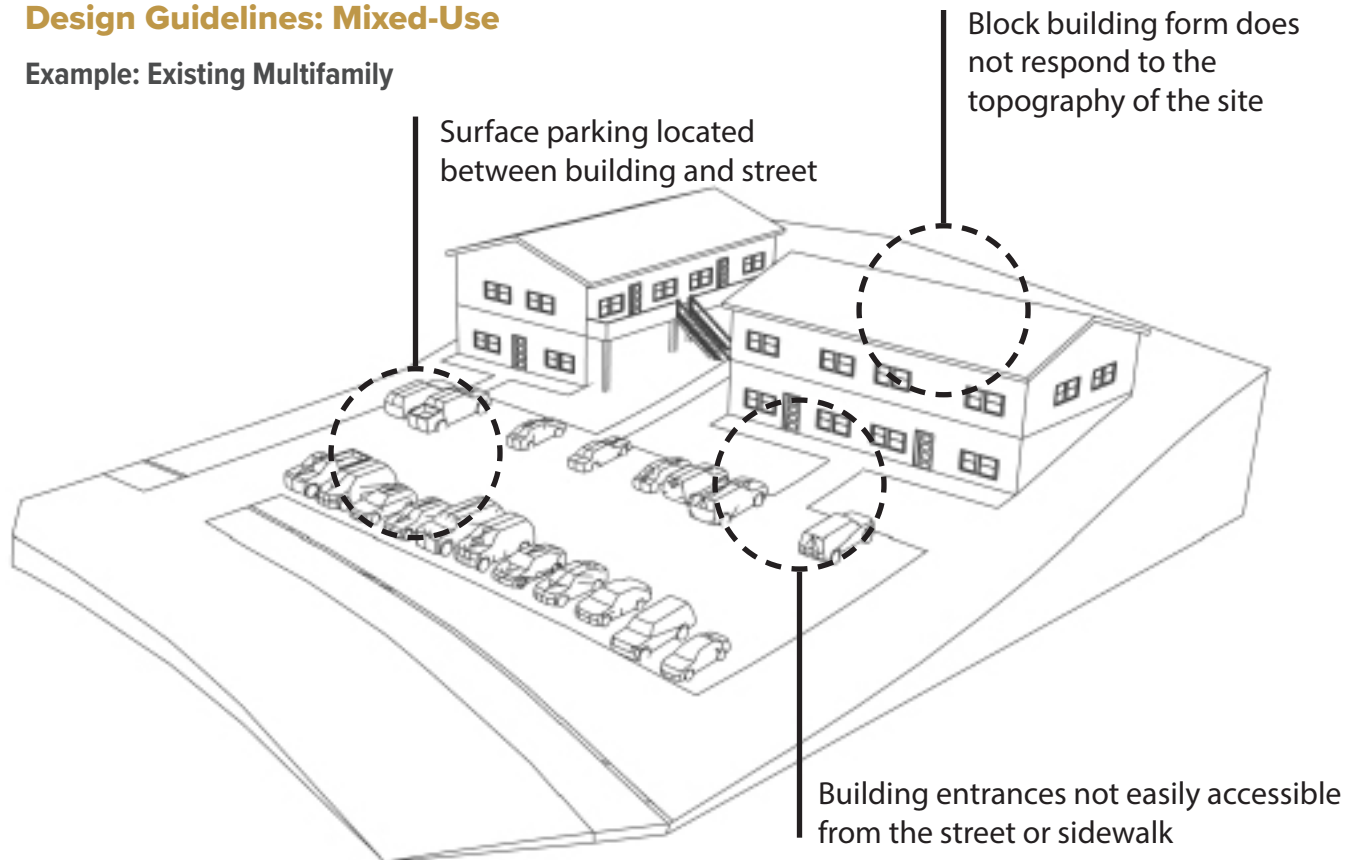 Design Guidelines: Mixed-Use
Example: Existing Multifamily
Block building form does
not respond to the
topography of the site
Surface parking located
between building and street
Building entrances not easily accessible
from the street or sidewalk